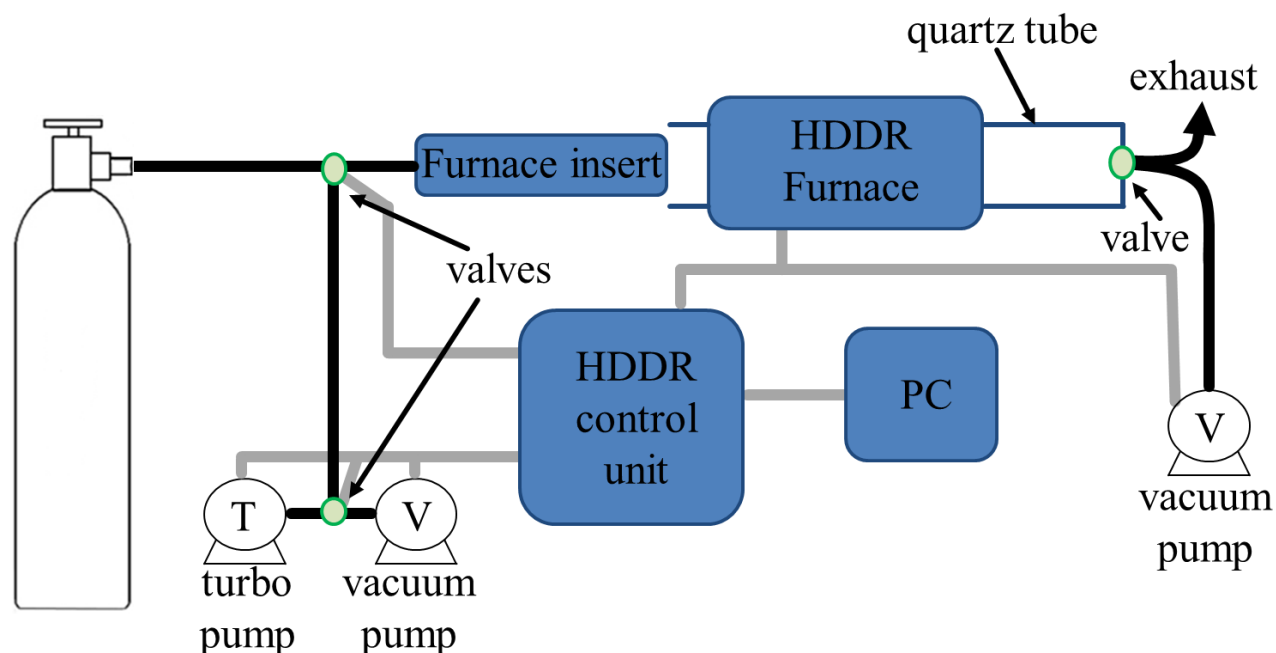 quartz tube
exhaust
HDDR
Furnace
Furnace insert
valve
valves
HDDR
control
unit
PC
V
vacuum
pump
T
V
turbo
pump
vacuum
pump